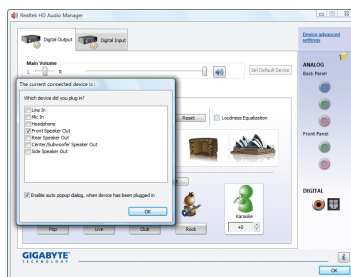 Realtek HD Audio Manager
Digital Output
Digital Input
Device advanced
settings
Main Volume
L
R
Set Default Device
ANALOG
Back Panel
The current connected device is :
Which device did you plug in?
Line In
Mic In
Headphone
Front Speaker Out
Rear Speaker Out
Center/Subwoofer Speaker Out
Side Speaker Out
Reset
Loudness Equalization
Front Panel
Enable auto popup dialog, when device has been plugged in
OK
DIGITAL
Karaoke
+0
Pop
Live
Club
Rock
GIGABYTE
TECHNOLOGY
OK